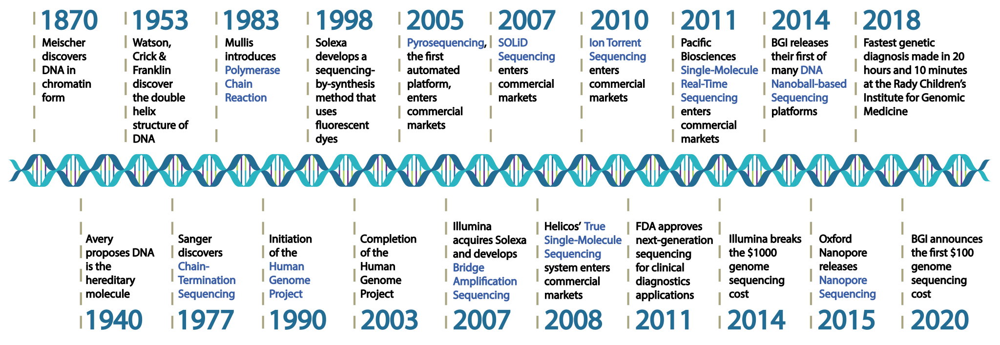 1870
Meischer
discovers
DNA in
chromatin
form
1953
Watson,
Crick &
Franklin
discover
the double
helix
structure of
DNA
1983
Mullis
introduces
Polymerase
Chain
Reaction
1998
Solexa
develops a
sequencing-
by-synthesis
method that
uses
fluorescent
dyes
2005
Pyrosequencing,
the first
automated
platform,
enters
commercial
markets
2007
SOLiD
Sequencing
enters
commercial
markets
2010
Ion Torrent
Sequencing
enters
commercial
markets
2011
Pacific
Biosciences
Single-Molecule
Real-Time
Sequencing
enters
commercial
markets
2014
BGI releases
their first of
many DNA
Nanoball-based
Sequencing
platforms
2018
Fastest genetic
diagnosis made in 20
hours and 10 minutes
at the Rady Children's
Institute for Genomic
Medicine
Avery
proposes DNA
is the
hereditary
molecule
1940
Sanger
discovers
Chain-
Termination
Sequencing
1977
Initiation
of the
Human
Genome
Project
1990
Completion
of the
Human
Genome
Project
2003
Illumina
acquires Solexa
and develops
Bridge
Amplification
Sequencing
2007
Helicos' True
Single-Molecule
Sequencing
system enters
commercial
markets
2008
FDA approves
next-generation
sequencing
for clinical
diagnostics
applications
2011
Illumina breaks
the $1000
genome
sequencing
cost
2014
Oxford
Nanopore
releases
Nanopore
Sequencing
2015
BGI announces
the first $100
genome
sequencing
cost
2020